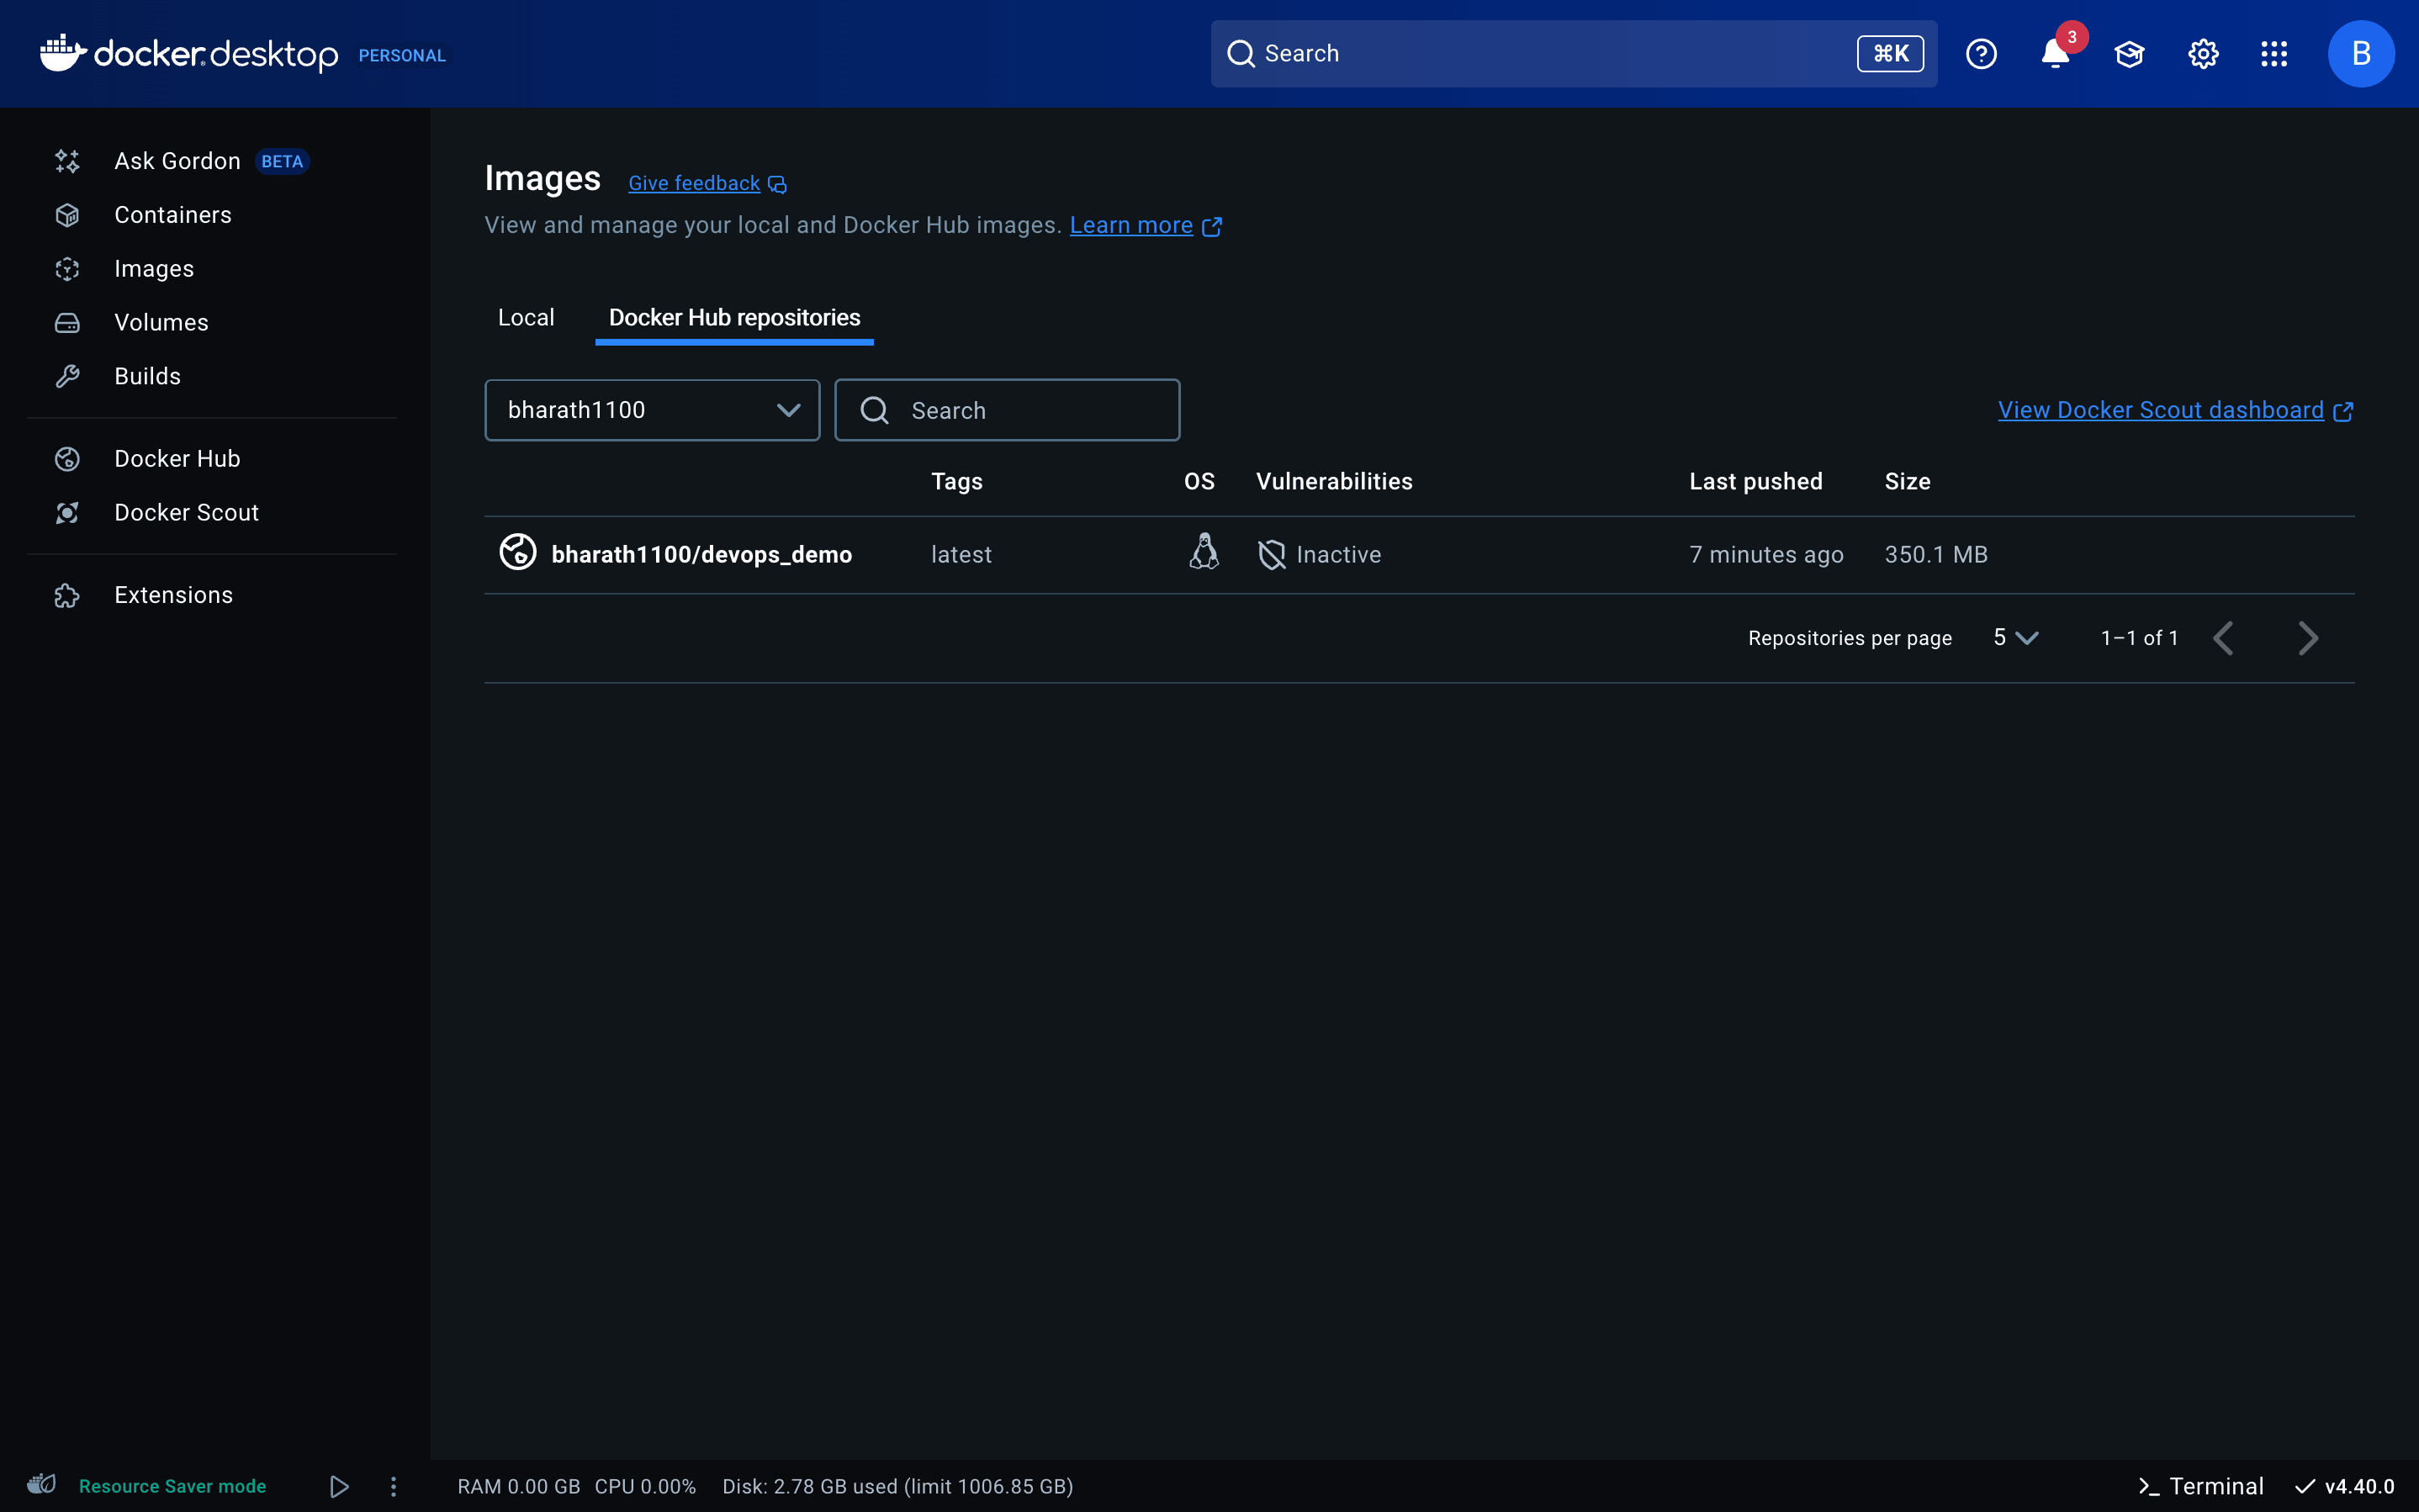 docker.desktop PERSONAL
Search ⌘K 3 B
Ask Gordon BETA
Containers
Images
Volumes
Builds
Docker Hub
Docker Scout
Extensions
Images Give feedback
View and manage your local and Docker Hub images. Learn more
Local Docker Hub repositories
bharath1100 Search View Docker Scout dashboard
Tags OS Vulnerabilities Last pushed Size
bharath1100/devops_demo latest Inactive 7 minutes ago 350.1 MB
Repositories per page 5 1–1 of 1
Resource Saver mode RAM 0.00 GB CPU 0.00% Disk: 2.78 GB used (limit 1006.85 GB) Terminal v4.40.0